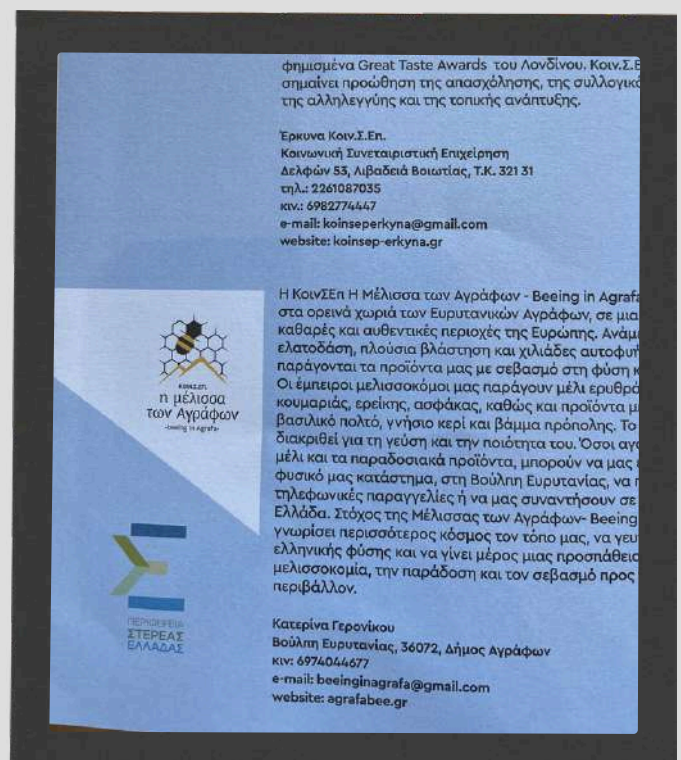 φημισμένα Great Taste Awards του Λονδίνου. Κοιν.Σ.Ε
σημαίνει προώθηση της απασχόλησης, της συλλογικό
της αλληλεγγύης και της τοπικής ανάπτυξης.
Έρκυνα Κοιν.Σ.Επ.
Κοινωνική Συνεταιριστική Επιχείρηση
Δελφών 53, Λιβαδειά Βοιωτίας, Τ.Κ. 321 31
τηλ.: 2261087035
κιν.: 6982774447
e-mail: koinseperkyna@gmail.com
website: koinsep-erkyna.gr
Η ΚοινΣΕπ Η Μέλισσα των Αγράφων - Beeing in Agrafa
στα ορεινά χωριά των Ευρυτανικών Αγράφων, σε μια
καθαρές και αυθεντικές περιοχές της Ευρώπης. Ανάμ
ελατοδάση, πλούσια βλάστηση και χιλιάδες αυτοφυή
παράγονται τα προϊόντα μας με σεβασμό στη φύση κ
Οι έμπειροι μελισσοκόμοι μας παράγουν μέλι ερυθρό
κουμαριάς, ερείκης, ασφάκας, καθώς και προϊόντα μ
βασιλικό πολτό, γνήσιο κερί και βάμμα πρόπολης. Το
διακριθεί για τη γεύση και την ποιότητα του. Όσοι αγ
μέλι και τα παραδοσιακά προϊόντα, μπορούν να μας
φυσικό μας κατάστημα, στη Βούλπη Ευρυτανίας, να
τηλεφωνικές παραγγελίες ή να μας συναντήσουν σε
Ελλάδα. Στόχος της Μέλισσας των Αγράφων- Beeing
γνωρίσει περισσότερος κόσμος τον τόπο μας, να γευ
ελληνικής φύσης και να γίνει μέρος μιας προσπάθεια
μελισσοκομία, την παράδοση και τον σεβασμό προς
περιβάλλον.
Κατερίνα Γερονίκου
Βούλπη Ευρυτανίας, 36072, Δήμος Αγράφων
κιν: 6974044677
e-mail: beeinginagrafa@gmail.com
website: agrafabee.gr
ΚΟΙΝ.Σ.ΕΠ.
η μέλισσα
των Αγράφων
-beeing in Agrafa-
ΠΕΡΙΦΕΡΕΙΑ
ΣΤΕΡΕΑΣ
ΕΛΛΑΔΑΣ